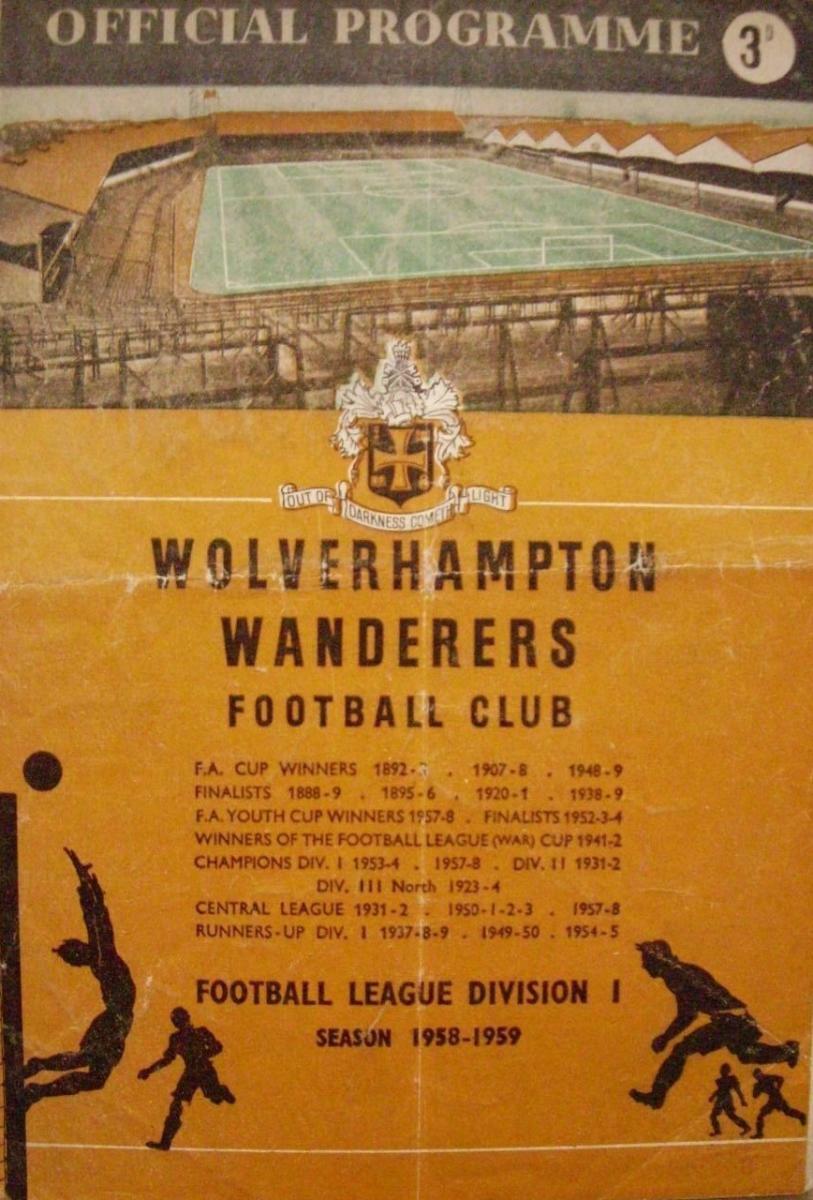 OFFICIAL PROGRAMME 3D
OUT OF DARKNESS COMETH LIGHT
WOLVERHAMPTON
WANDERERS
FOOTBALL CLUB
F.A. CUP WINNERS 1892-3 . 1907-8 . 1948-9
FINALISTS 1888-9 . 1895-6 . 1920-1 . 1938-9
F.A. YOUTH CUP WINNERS 1957-8 . FINALISTS 1952-3-4
WINNERS OF THE FOOTBALL LEAGUE (WAR) CUP 1941-2
CHAMPIONS DIV. I 1953-4 . 1957-8 . DIV. II 1931-2
DIV. III North 1923-4
CENTRAL LEAGUE 1931-2 . 1950-1-2-3 . 1957-8
RUNNERS-UP DIV. I 1937-8-9 . 1949-50 . 1954-5
FOOTBALL LEAGUE DIVISION I
SEASON 1958-1959